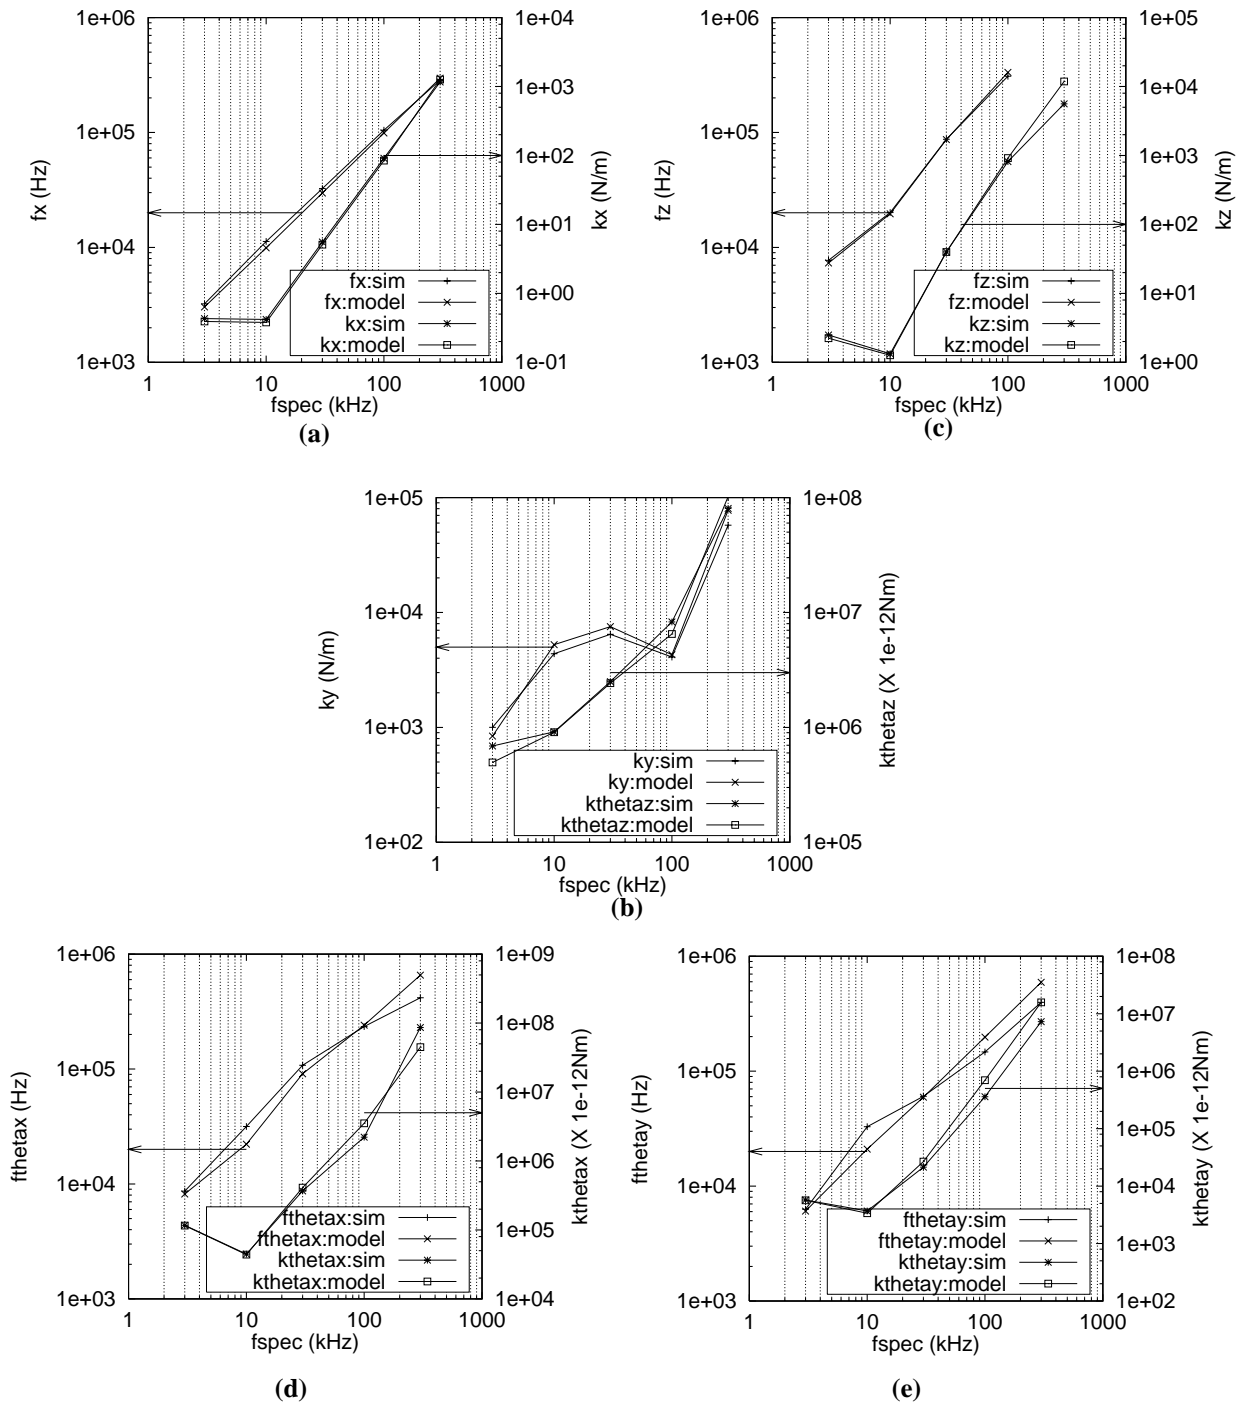 1e+06
1e+05
1e+04
1e+03
fx (Hz)
1e+04
1e+03
1e+02
1e+01
1e+00
1e-01
kx (N/m)
fx:sim
fx:model
kx:sim
kx:model
1 10 100 1000
fspec (kHz)
(a)
1e+06
1e+05
1e+04
1e+03
fz (Hz)
1e+05
1e+04
1e+03
1e+02
1e+01
1e+00
kz (N/m)
fz:sim
fz:model
kz:sim
kz:model
1 10 100 1000
fspec (kHz)
(c)
1e+05
1e+04
1e+03
1e+02
ky (N/m)
1e+08
1e+07
1e+06
1e+05
kthetaz (X 1e-12Nm)
ky:sim
ky:model
kthetaz:sim
kthetaz:model
1 10 100 1000
fspec (kHz)
(b)
1e+06
1e+05
1e+04
1e+03
fthetax (Hz)
1e+09
1e+08
1e+07
1e+06
1e+05
1e+04
kthetax (X 1e-12Nm)
fthetax:sim
fthetax:model
kthetax:sim
kthetax:model
1 10 100 1000
fspec (kHz)
(d)
1e+06
1e+05
1e+04
1e+03
fthetay (Hz)
1e+08
1e+07
1e+06
1e+05
1e+04
1e+03
1e+02
kthetay (X 1e-12Nm)
fthetay:sim
fthetay:model
kthetay:sim
kthetay:model
1 10 100 1000
fspec (kHz)
(e)